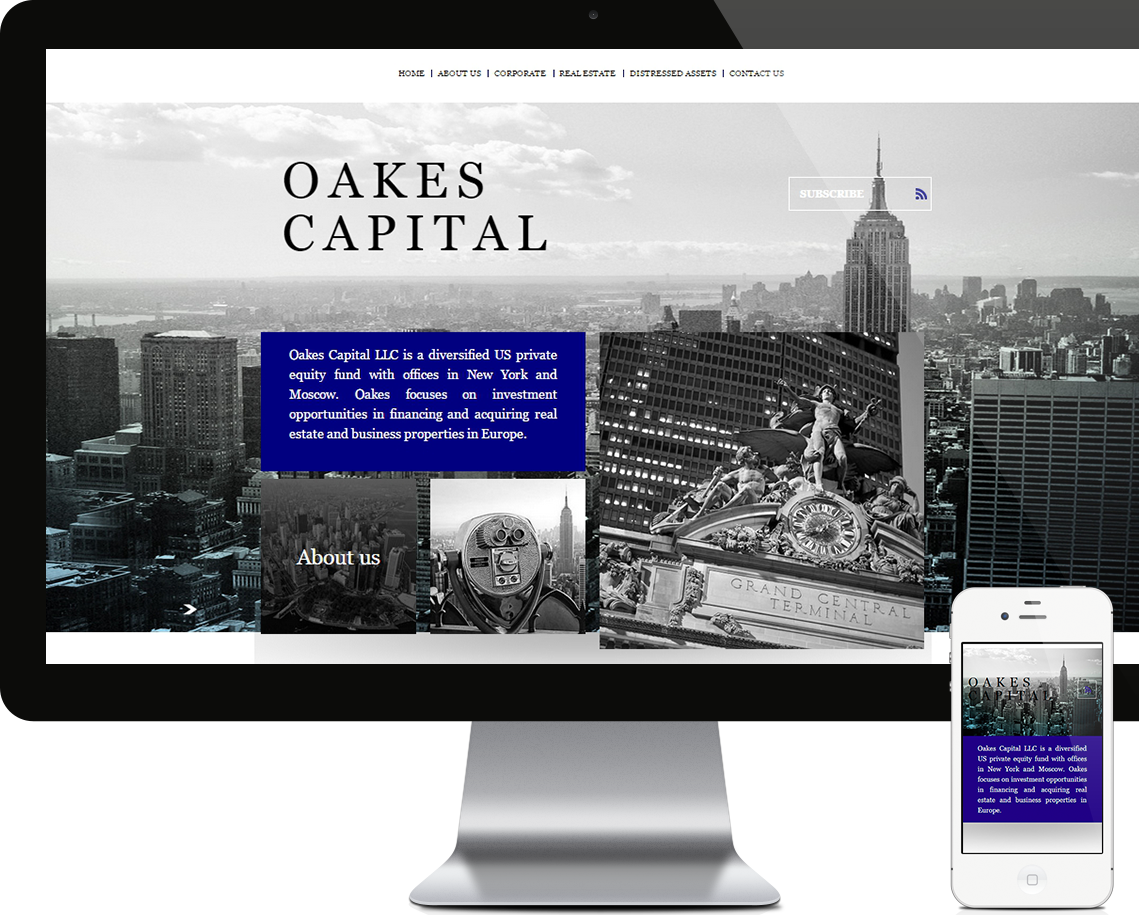 HOME | ABOUT US | CORPORATE | REAL ESTATE | DISTRESSED ASSETS | CONTACT US
OAKES
CAPITAL
SUBSCRIBE
Oakes Capital LLC is a diversified US private
equity fund with offices in New York and
Moscow. Oakes focuses on investment
opportunities in financing and acquiring real
estate and business properties in Europe.
About us
GRAND CENTRAL
TERMINAL
OAKES
CAPITAL
Oakes Capital LLC is a diversified
US private equity fund with offices
in New York and Moscow. Oakes
focuses on investment opportunities
in financing and acquiring real
estate and business properties in
Europe.